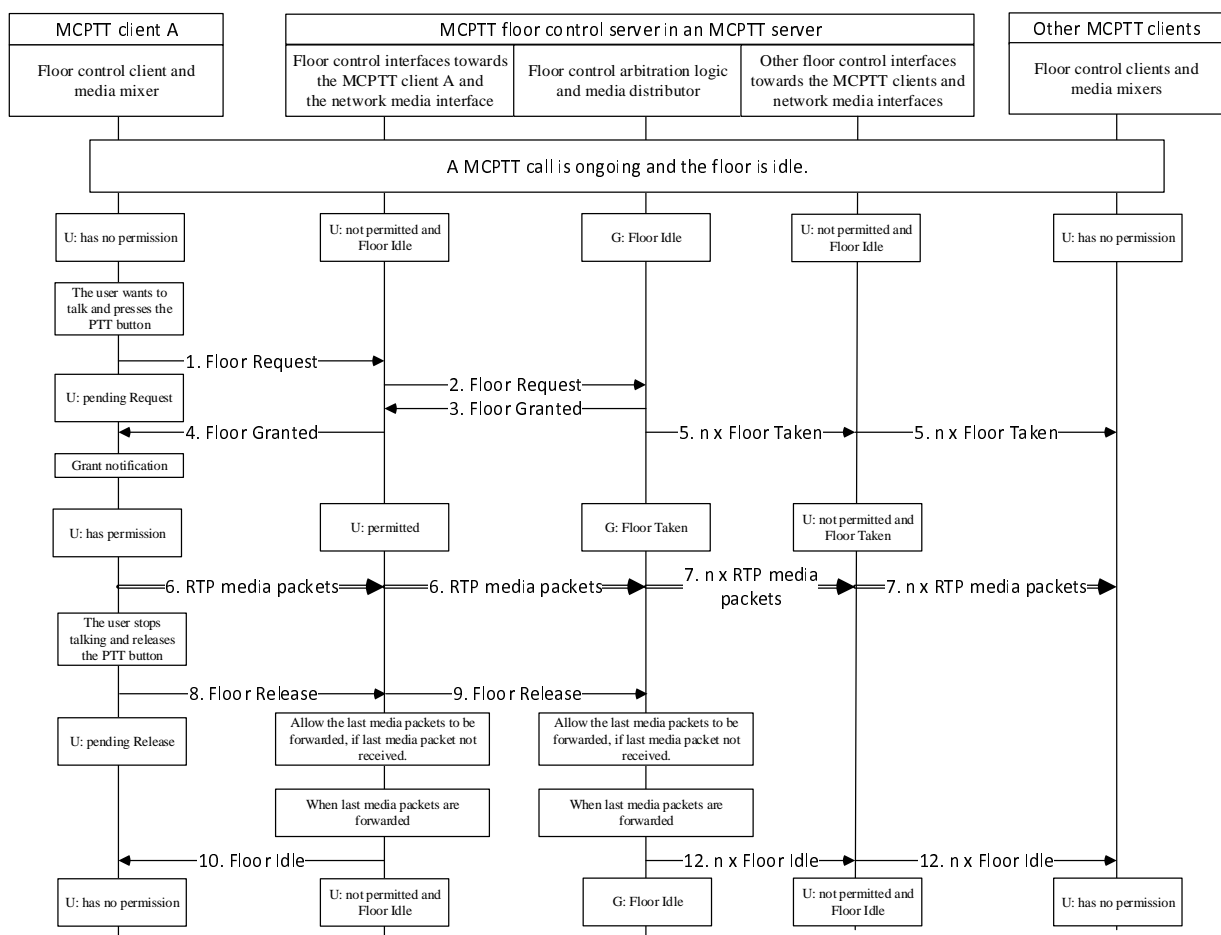 MCPTT client A
MCPTT floor control server in an MCPTT server
Other MCPTT clients
Floor control client and
media mixer
Floor control interfaces towards
the MCPTT client A and
the network media interface
Floor control arbitration logic
and media distributor
Other floor control interfaces
towards the MCPTT clients and
network media interfaces
Floor control clients and
media mixers
A MCPTT call is ongoing and the floor is idle.
U: has no permission
U: not permitted and
Floor Idle
G: Floor Idle
U: not permitted and
Floor Idle
U: has no permission
The user wants to
talk and presses the
PTT button
1. Floor Request
2. Floor Request
U: pending Request
3. Floor Granted
4. Floor Granted
5. n x Floor Taken
5. n x Floor Taken
Grant notification
U: has permission
U: permitted
G: Floor Taken
U: not permitted and
Floor Taken
6. RTP media packets
6. RTP media packets
7. n x RTP media
packets
7. n x RTP media packets
The user stops
talking and releases
the PTT button
8. Floor Release
9. Floor Release
U: pending Release
Allow the last media packets to be
forwarded, if last media packet not
received.
Allow the last media packets to be
forwarded, if last media packet not
received.
When last media packets are
forwarded
When last media packets are
forwarded
10. Floor Idle
12. n x Floor Idle
12. n x Floor Idle
U: has no permission
U: not permitted and
Floor Idle
G: Floor Idle
U: not permitted and
Floor Idle
U: has no permission